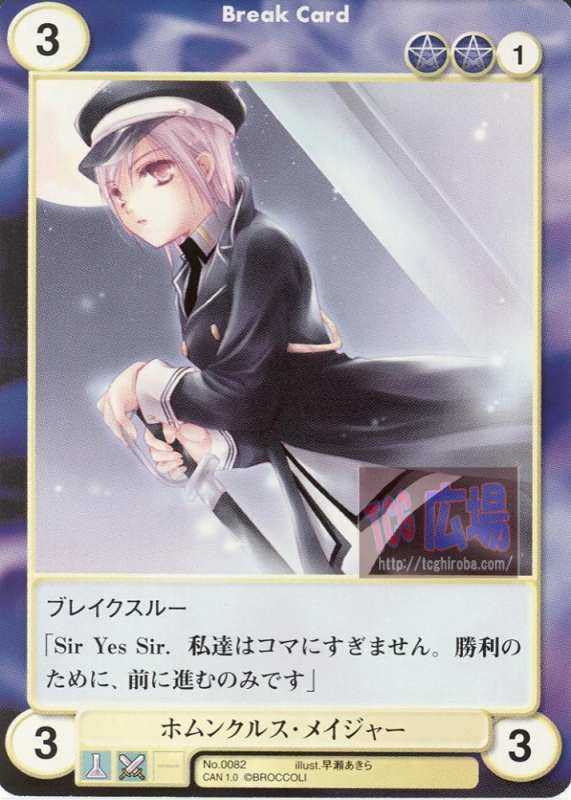 Break Card
3
1
TCG広場
http://tcghiroba.com/
ブレイクスルー
「Sir Yes Sir. 私達はコマにすぎません。勝利の
ために、前に進むのみです」
ホムンクルス・メイジャー
3
3
No.0082 illust.早瀬あきら
CAN 1.0 ©BROCCOLI